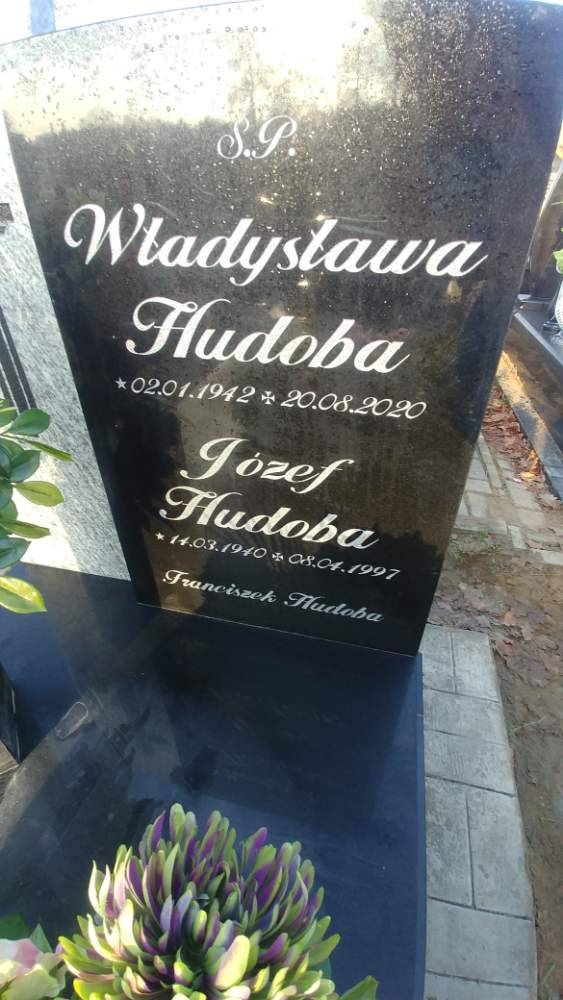 Ś.P.
Władysława
Hudoba
* 02.01.1942 ✠ 20.08.2020
Józef
Hudoba
* 14.03.1940 ✠ 08.04.1997
Franciszek Hudoba